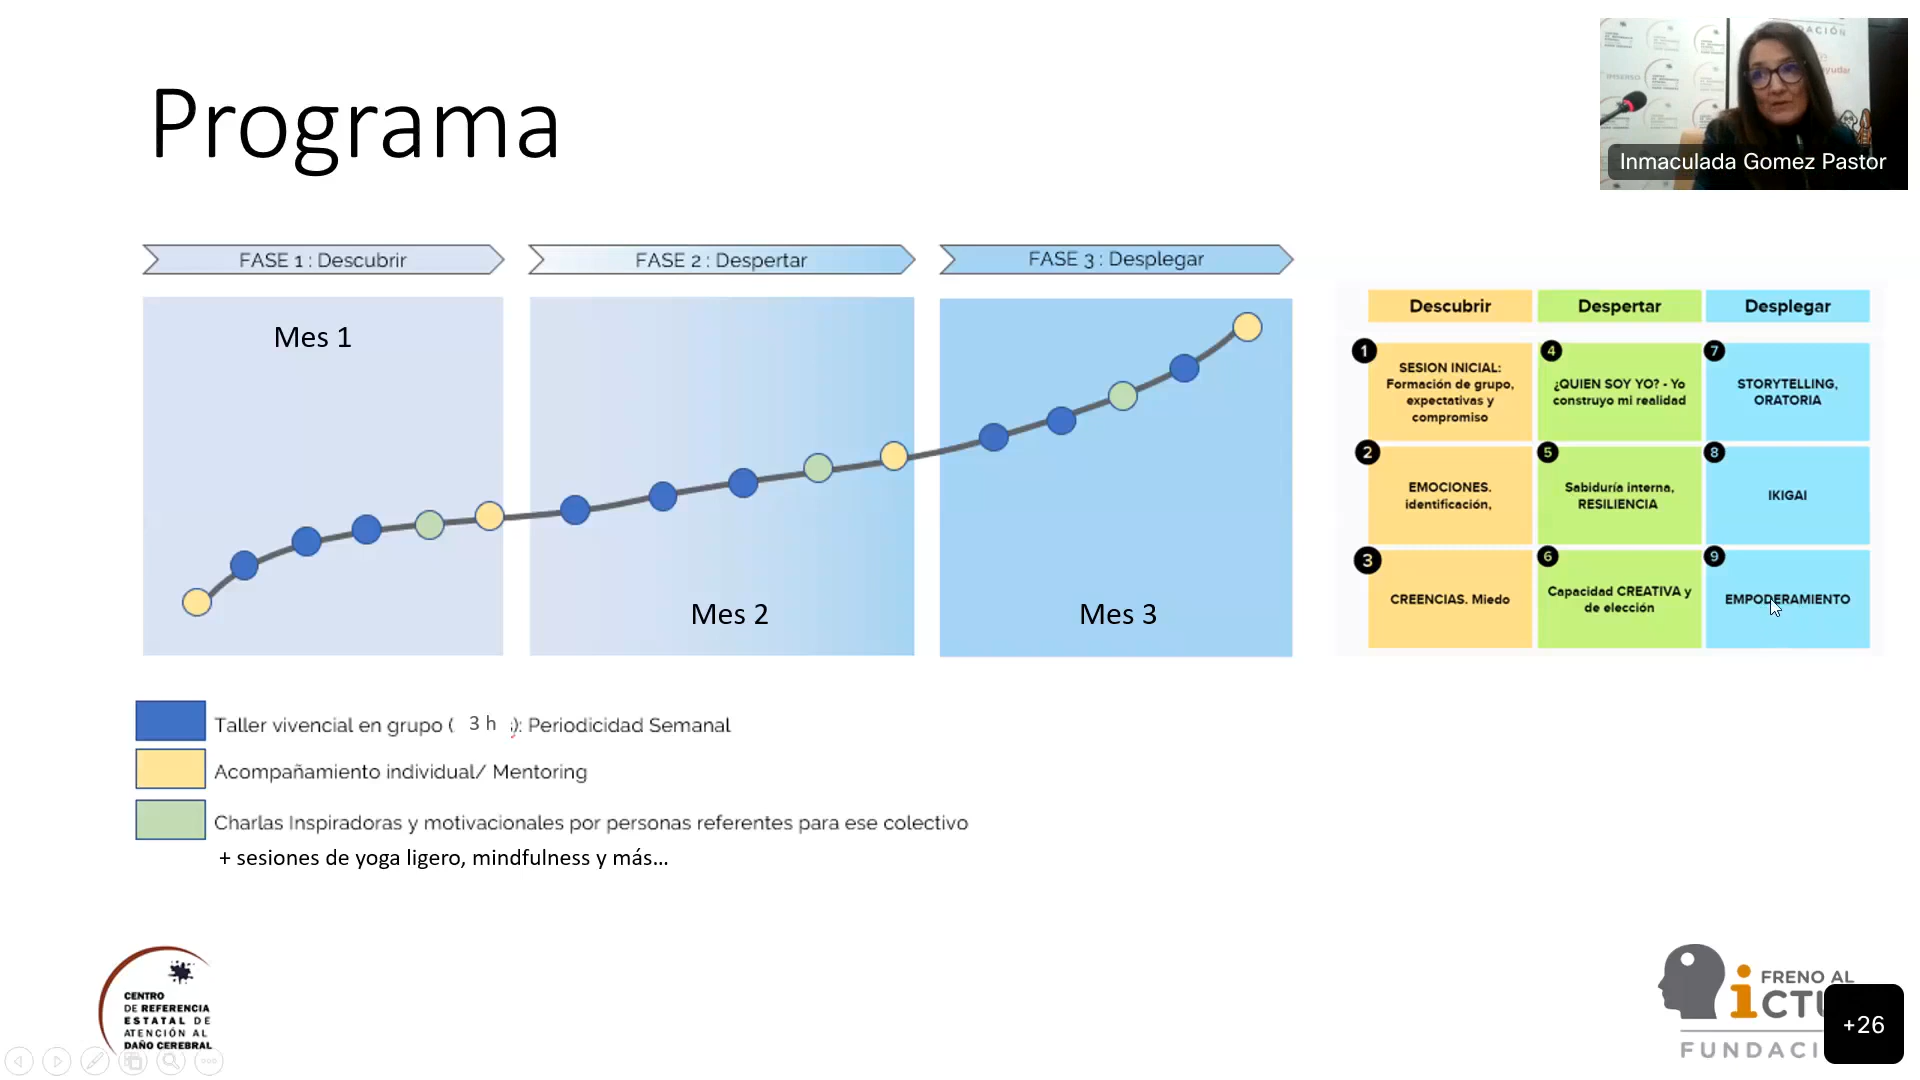 Programa
Inmaculada Gomez Pastor
FASE 1 : Descubrir
FASE 2 : Despertar
FASE 3 : Desplegar
Mes 1
Mes 2
Mes 3
Descubrir
Despertar
Desplegar
1
SESION INICIAL:
Formación de grupo,
expectativas y
compromiso
4
¿QUIEN SOY YO? - Yo
construyo mi realidad
7
STORYTELLING,
ORATORIA
2
EMOCIONES.
identificación,
5
Sabiduría interna,
RESILIENCIA
8
IKIGAI
3
CREENCIAS. Miedo
6
Capacidad CREATIVA y
de elección
9
EMPODERAMIENTO
Taller vivencial en grupo ( 3 h ): Periodicidad Semanal
Acompañamiento individual/ Mentoring
Charlas Inspiradoras y motivacionales por personas referentes para ese colectivo
+ sesiones de yoga ligero, mindfulness y más...
CENTRO
DE REFERENCIA
ESTATAL DE
ATENCIÓN AL
DAÑO CEREBRAL
FRENO AL
iCTU
FUNDACI
+26